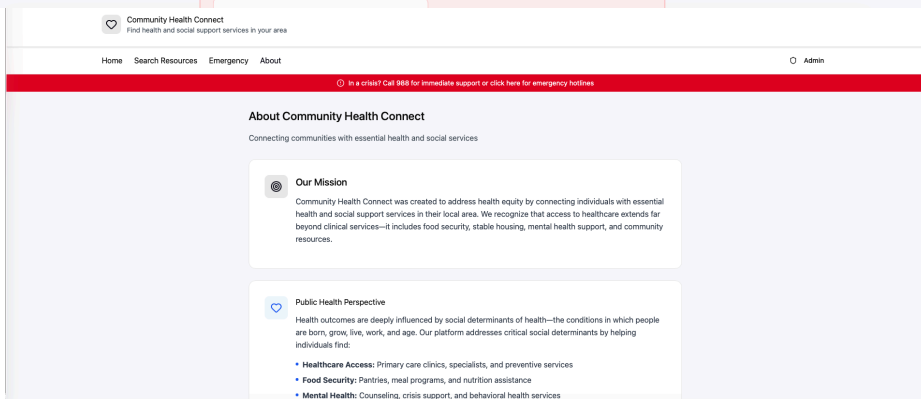 Community Health Connect
Find health and social support services in your area
Home Search Resources Emergency About Admin
In a crisis? Call 988 for immediate support or click here for emergency hotlines
About Community Health Connect
Connecting communities with essential health and social services
Our Mission
Community Health Connect was created to address health equity by connecting individuals with essential
health and social support services in their local area. We recognize that access to healthcare extends far
beyond clinical services—it includes food security, stable housing, mental health support, and community
resources.
Public Health Perspective
Health outcomes are deeply influenced by social determinants of health—the conditions in which people
are born, grow, live, work, and age. Our platform addresses critical social determinants by helping
individuals find:
• Healthcare Access: Primary care clinics, specialists, and preventive services
• Food Security: Pantries, meal programs, and nutrition assistance
• Mental Health: Counseling, crisis support, and behavioral health services